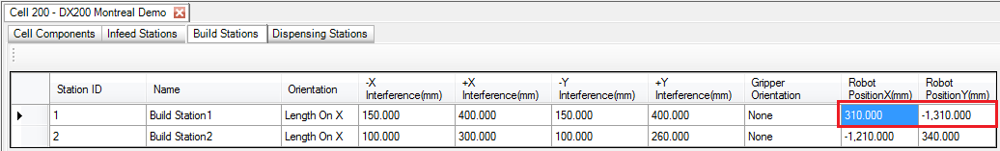 Cell 200 - DX200 Montreal Demo
Cell Components Infeed Stations Build Stations Dispensing Stations
Station ID Name Orientation -X Interference(mm) +X Interference(mm) -Y Interference(mm) +Y Interference(mm) Gripper Orientation Robot PositionX(mm) Robot PositionY(mm)
1 Build Station1 Length On X 150.000 400.000 150.000 400.000 None 310.000 -1,310.000
2 Build Station2 Length On X 100.000 300.000 100.000 260.000 None -1,210.000 340.000